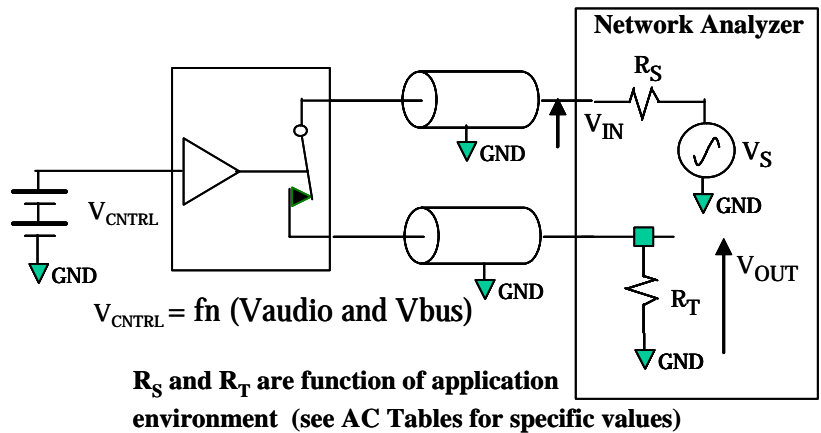 Network Analyzer
R_S
V_IN
GND
V_S
GND
V_CNTRL
GND
GND
V_OUT
R_T
V_CNTRL = fn (Vaudio and Vbus)
GND
R_S and R_T are function of application
environment (see AC Tables for specific values)